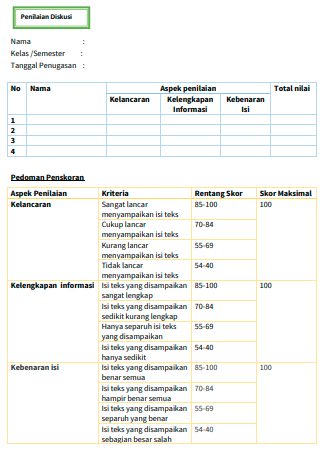 Penilaian Diskusi
Nama :
Kelas /Semester :
Tanggal Penugasan :
No Nama Aspek penilaian Total nilai
Kelancaran Kelengkapan Kebenaran
Informasi Isi
1
2
3
4
Pedoman Penskoran
Aspek Penilaian Kriteria Rentang Skor Skor Maksimal
Kelancaran Sangat lancar 85-100 100
menyampaikan isi teks
Cukup lancar 70-84
menyampaikan isi teks
Kurang lancar 55-69
menyampaikan isi teks
Tidak lancar 54-40
menyampaikan isi teks
Kelengkapan informasi Isi teks yang disampaikan 85-100 100
sangat lengkap
Isi teks yang disampaikan 70-84
sedikit kurang lengkap
Hanya separuh isi teks 55-69
yang disampaikan
Isi teks yang disampaikan 54-40
hanya sedikit
Kebenaran isi Isi teks yang disampaikan 85-100 100
benar semua
Isi teks yang disampaikan 70-84
hampir benar semua
Isi teks yang disampaikan 55-69
separuh yang benar
Isi teks yang disampaikan 54-40
sebagian besar salah